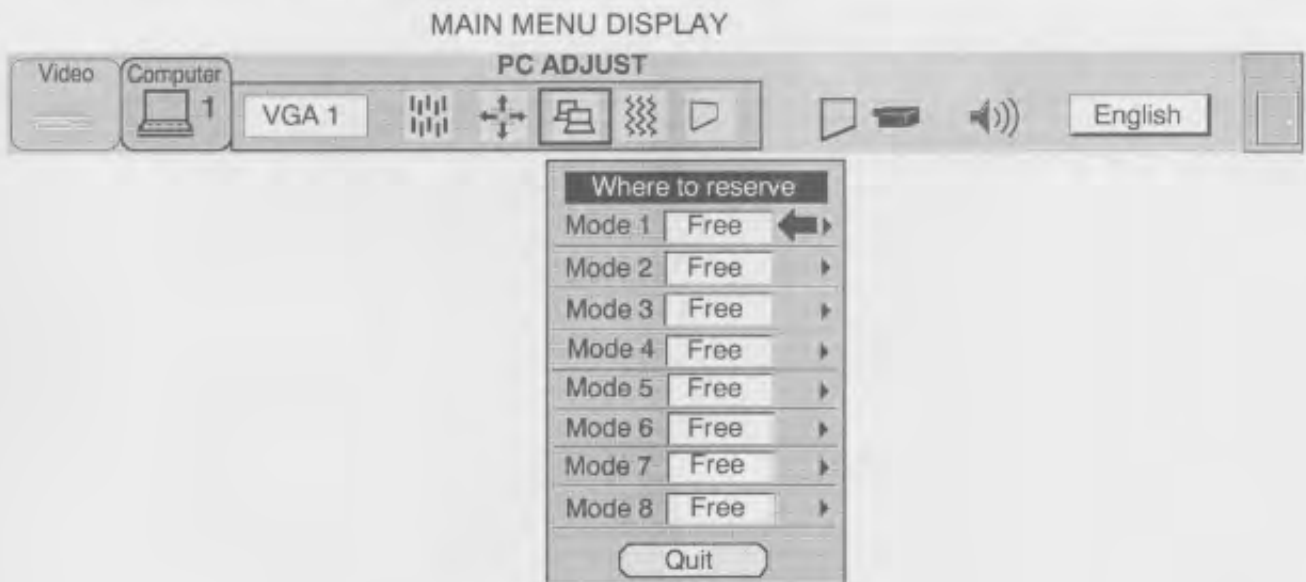 MAIN MENU DISPLAY
PC ADJUST
Video
Computer
1
VGA 1
English
Where to reserve
Mode 1 Free
Mode 2 Free
Mode 3 Free
Mode 4 Free
Mode 5 Free
Mode 6 Free
Mode 7 Free
Mode 8 Free
Quit